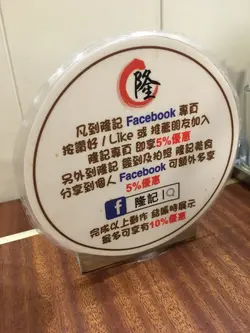 隆
凡到隆記 Facebook 專頁
按讚好 / Like 或 推薦朋友加入
隆記專頁 即享5%優惠
另外到隆記 簽到及拍照 隆記美食
分享到個人 Facebook 可額外多享
5%優惠
f 隆記
完成以上動作 結帳時展示
最多可享有10%優惠